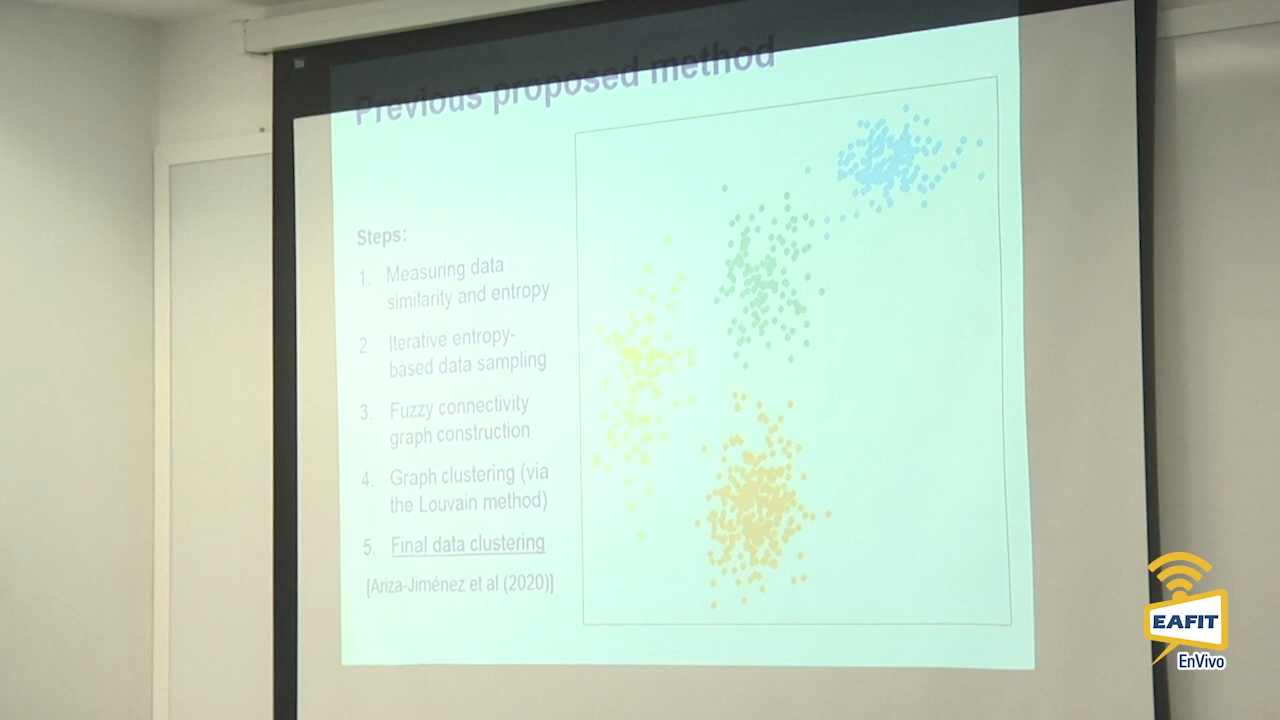 Previous proposed method
Steps:
1. Measuring data
similarity and entropy
2. Iterative entropy-
based data sampling
3. Fuzzy connectivity
graph construction
4. Graph clustering (via
the Louvain method)
5. Final data clustering
[Ariza-Jiménez et al (2020)]
EAFIT
EnVivo